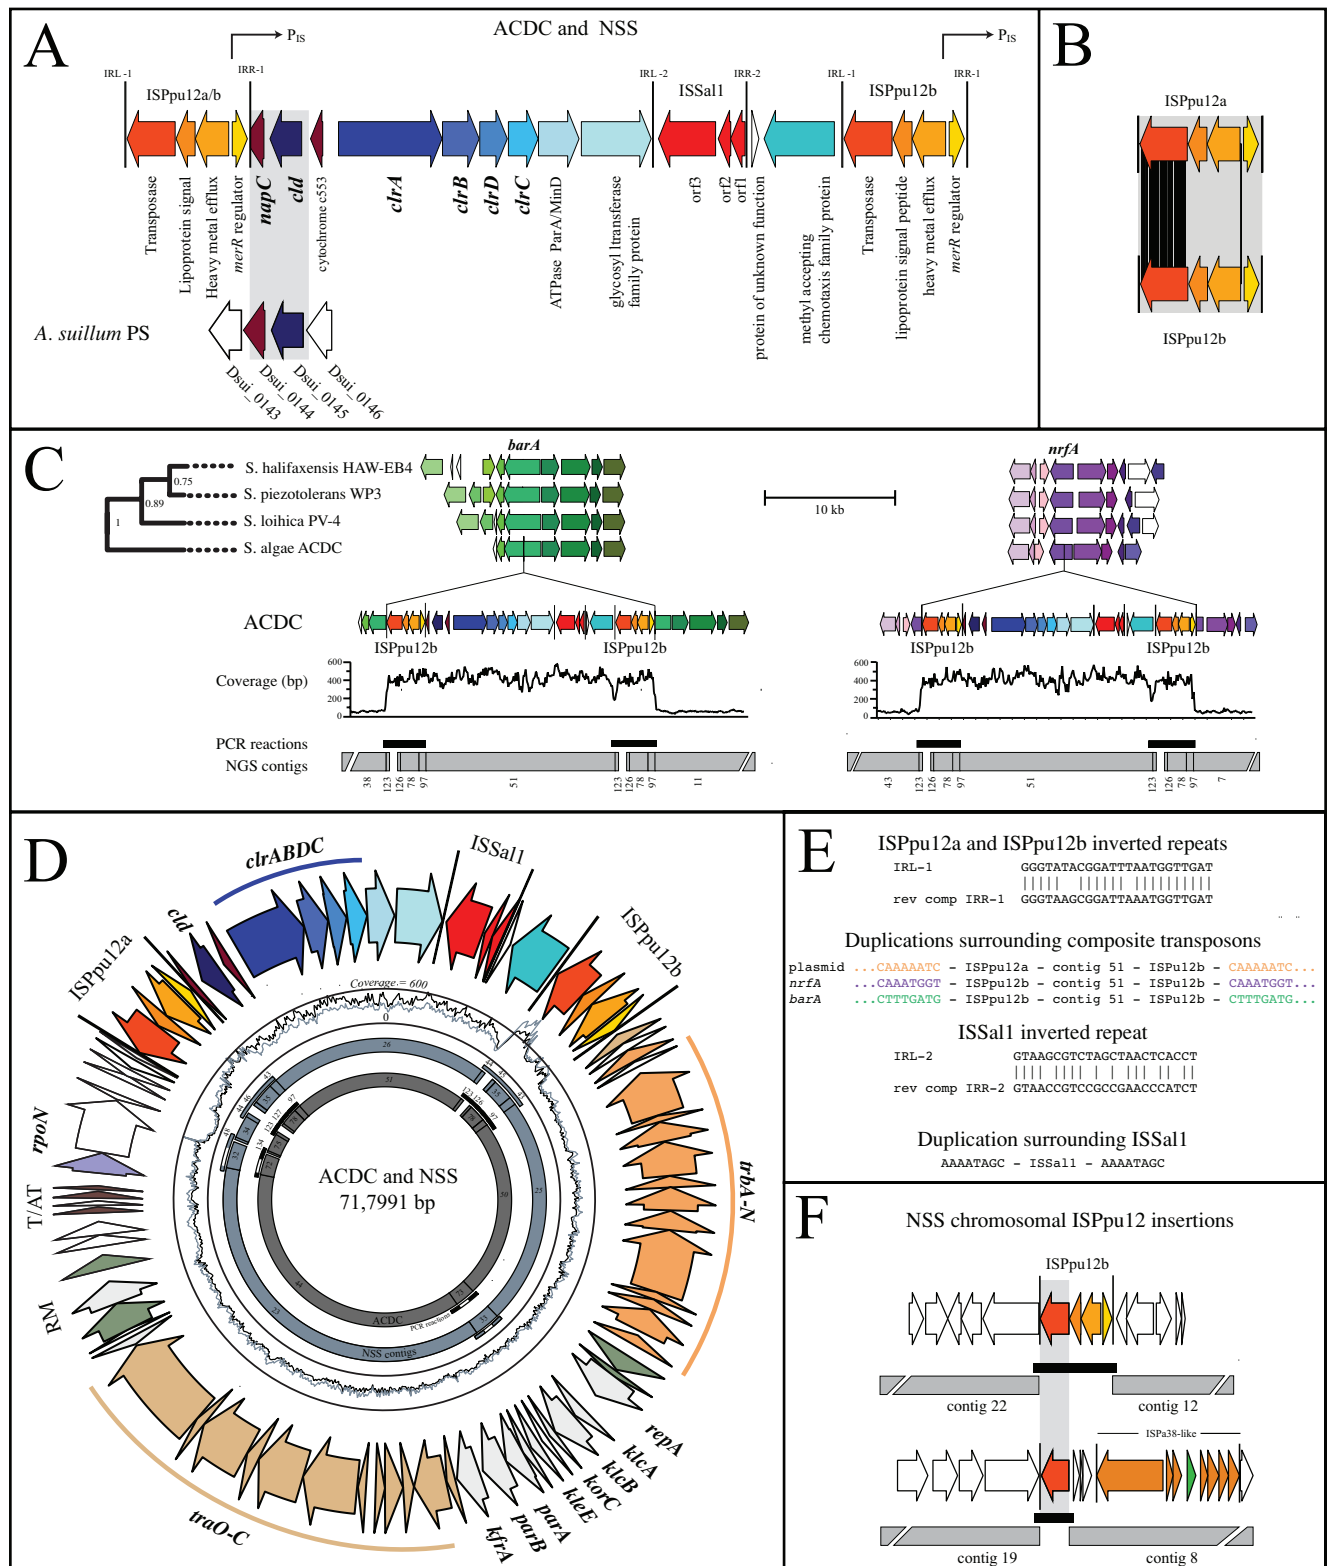 A
ACDC and NSS
P_IS
P_IS
IRL -1
IRR-1
IRL -2
IRR-2
IRL -1
IRR-1
ISPpu12a/b
ISSal1
ISPpu12b
Transposase
Lipoprotein signal
Heavy metal efflux
merR regulator
napC
cld
cytochrome c553
clrA
clrB
clrD
clrC
ATPase ParA/MinD
glycosyl ltransferase family protein
orf3
orf2
orf1
protein of unknown function
methyl accepting chemotaxis family protein
Transposase
lipoprotein signal peptide
heavy metal efflux
merR regulator
A. suillum PS
Dsui_0143
Dsui_0144
Dsui_0145
Dsui_0146
B
ISPpu12a
ISPpu12b
C
barA
nrfA
S. halifaxensis HAW-EB4
S. piezotolerans WP3
S. loihica PV-4
S. algae ACDC
0.75
0.89
1
10 kb
ACDC
ISPpu12b
ISPpu12b
ISPpu12b
ISPpu12b
Coverage (bp)
600
400
200
0
600
400
200
0
PCR reactions
NGS contigs
38
123
126
78
97
51
123
126
78
97
11
43
123
126
78
97
51
123
126
78
97
7
D
clrABDC
ISSal1
cld
ISPpu12a
ISPpu12b
Coverage = 600
0
rpoN
T/AT
RM
trbA-N
traO-C
repA
klcA
klcB
korC
kleE
parA
parB
kfrA
ACDC and NSS
71,7991 bp
26
51
25
50
23
44
ACDC
NSS contigs
PCR reactions
E
ISPpu12a and ISPpu12b inverted repeats
IRL-1 GGGTATACGGATTTAATGGTTGAT
rev comp IRR-1 GGGTAAGCGGATTAAATGGTTGAT
Duplications surrounding composite transposons
plasmid ...CAAAAATC - ISPpu12a - contig 51 - ISPu12b - CAAAAATC...
nrfA ...CAAATGGT - ISPpu12b - contig 51 - ISPu12b - CAAATGGT...
barA ...CTTTGATG - ISPpu12b - contig 51 - ISPu12b - CTTTGATG...
ISSal1 inverted repeat
IRL-2 GTAAGCGTCTAGCTAACTCACCT
rev comp IRR-2 GTAACCGTCCGCCGAACCCATCT
Duplication surrounding ISSal1
AAAATAGC - ISSal1 - AAAATAGC
F
NSS chromosomal ISPpu12 insertions
ISPpu12b
contig 22
contig 12
ISPa38-like
contig 19
contig 8